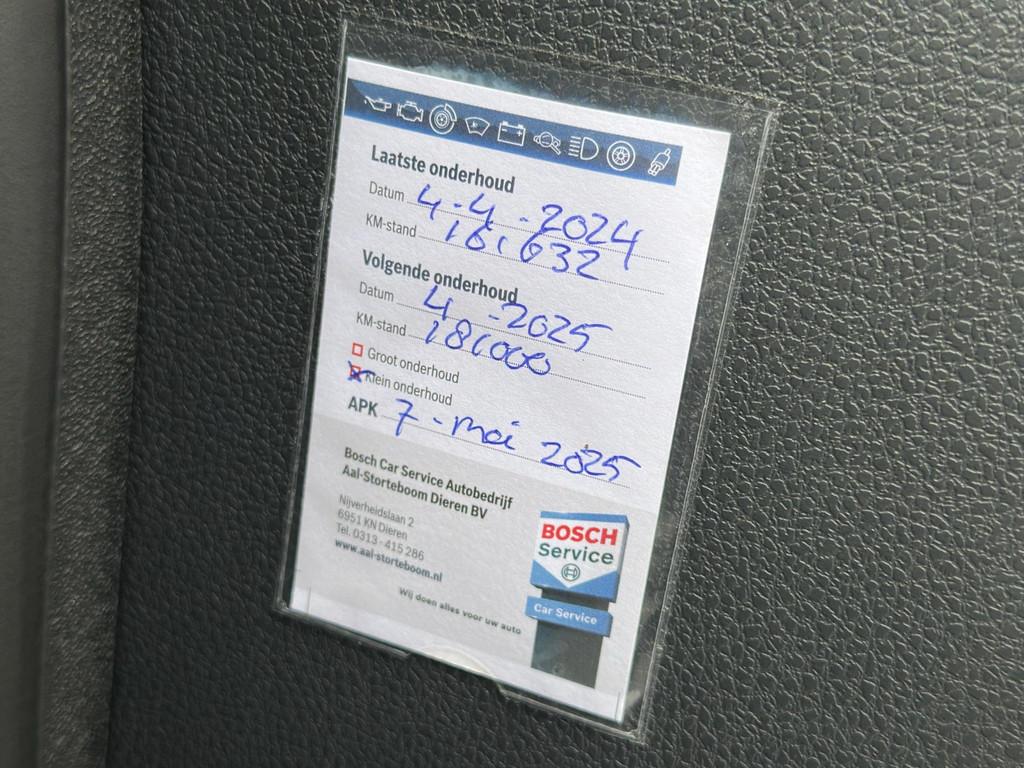 Laatste onderhoud
Datum 4-4-2024
KM-stand 161632
Volgende onderhoud
Datum 4 -2025
KM-stand 181000
Groot onderhoud
Klein onderhoud
APK 7-mei 2025
Bosch Car Service Autobedrijf
Aal-Storteboom Dieren BV
Nijverheidslaan 2
6951 KN Dieren
Tel. 0313 - 415 286
www.aal-storteboom.nl
Wij doen alles voor uw auto
BOSCH
Service
Car Service